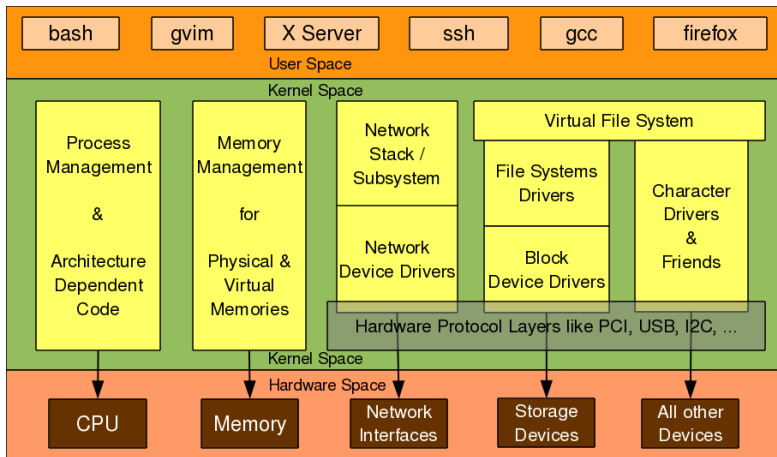 bash
gvim
X Server
ssh
gcc
firefox
User Space
Kernel Space
Process
Management
&
Architecture
Dependent
Code
Memory
Management
for
Physical &
Virtual
Memories
Network
Stack /
Subsystem
Network
Device Drivers
Virtual File System
File Systems
Drivers
Block
Device Drivers
Character
Drivers
&
Friends
Hardware Protocol Layers like PCI, USB, I2C, ...
Kernel Space
Hardware Space
CPU
Memory
Network
Interfaces
Storage
Devices
All other
Devices